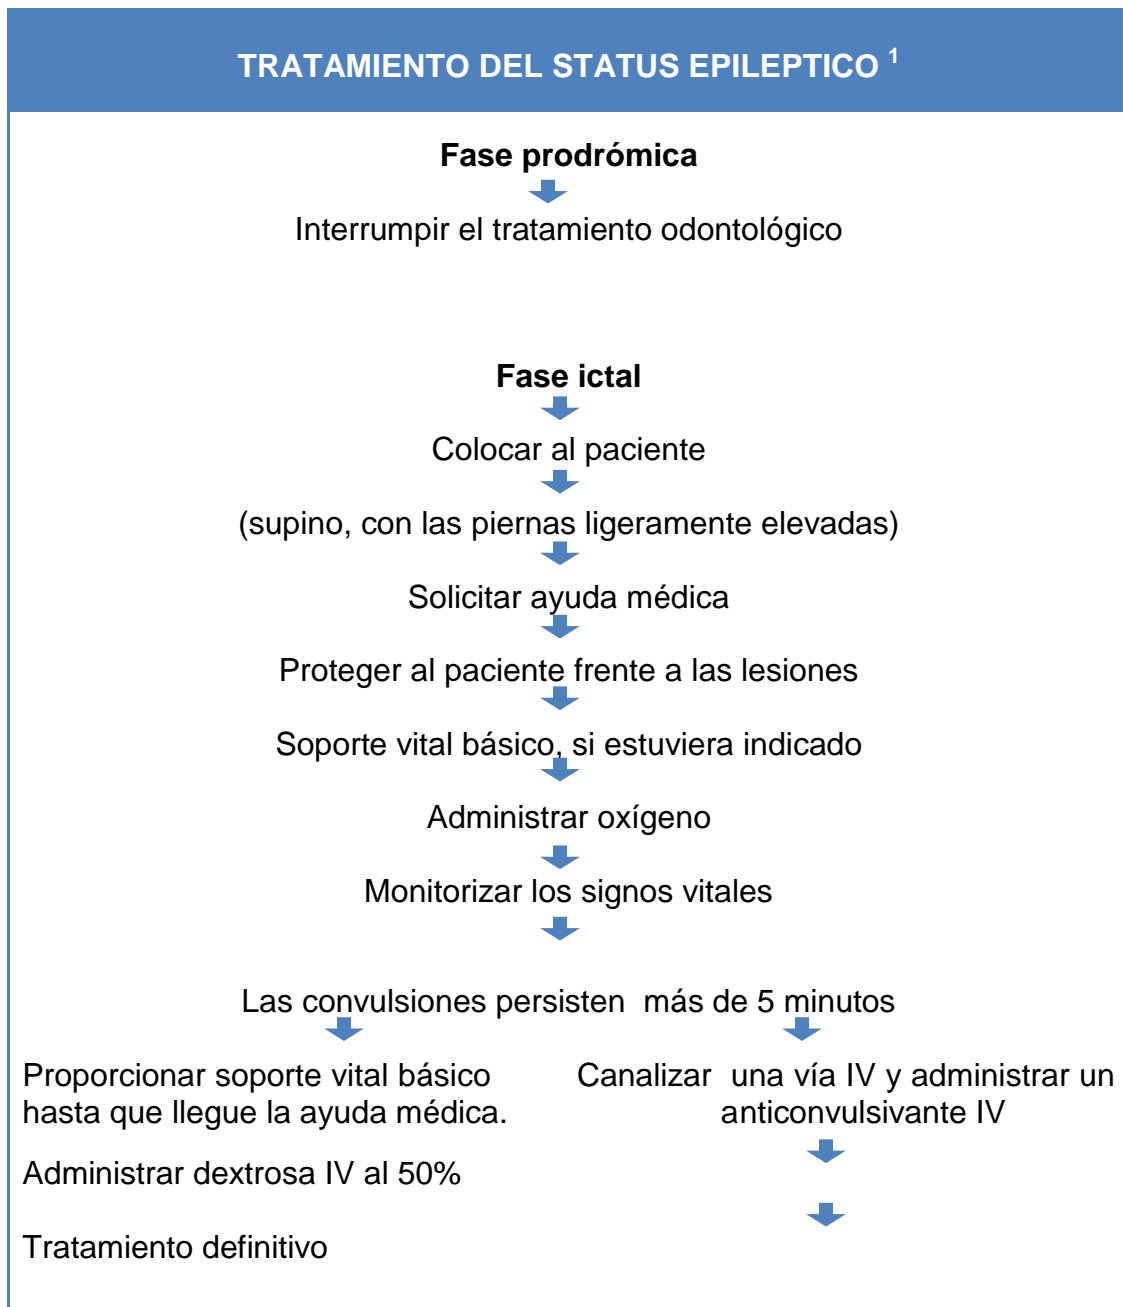 TRATAMIENTO DEL STATUS EPILEPTICO 1
Fase prodrómica
Interrumpir el tratamiento odontológico
Fase ictal
Colocar al paciente
(supino, con las piernas ligeramente elevadas)
Solicitar ayuda médica
Proteger al paciente frente a las lesiones
Soporte vital básico, si estuviera indicado
Administrar oxígeno
Monitorizar los signos vitales
Las convulsiones persisten  más de 5 minutos
Proporcionar soporte vital básico
hasta que llegue la ayuda médica.
Canalizar  una vía IV y administrar un
anticonvulsivante IV
Administrar dextrosa IV al 50%
Tratamiento definitivo